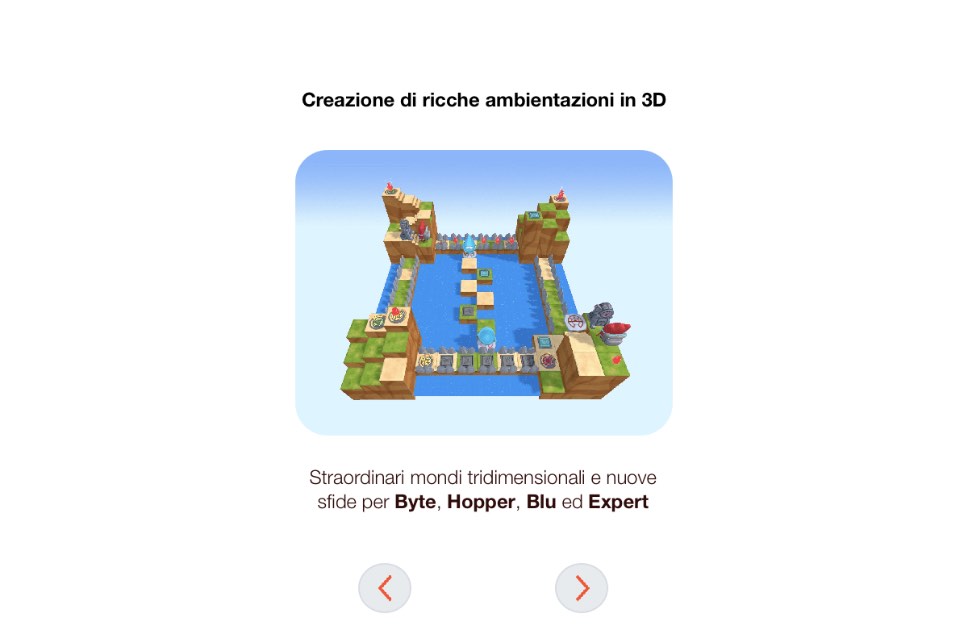 Creazione di ricche ambientazioni in 3D
Straordinari mondi tridimensionali e nuove
sfide per Byte, Hopper, Blu ed Expert